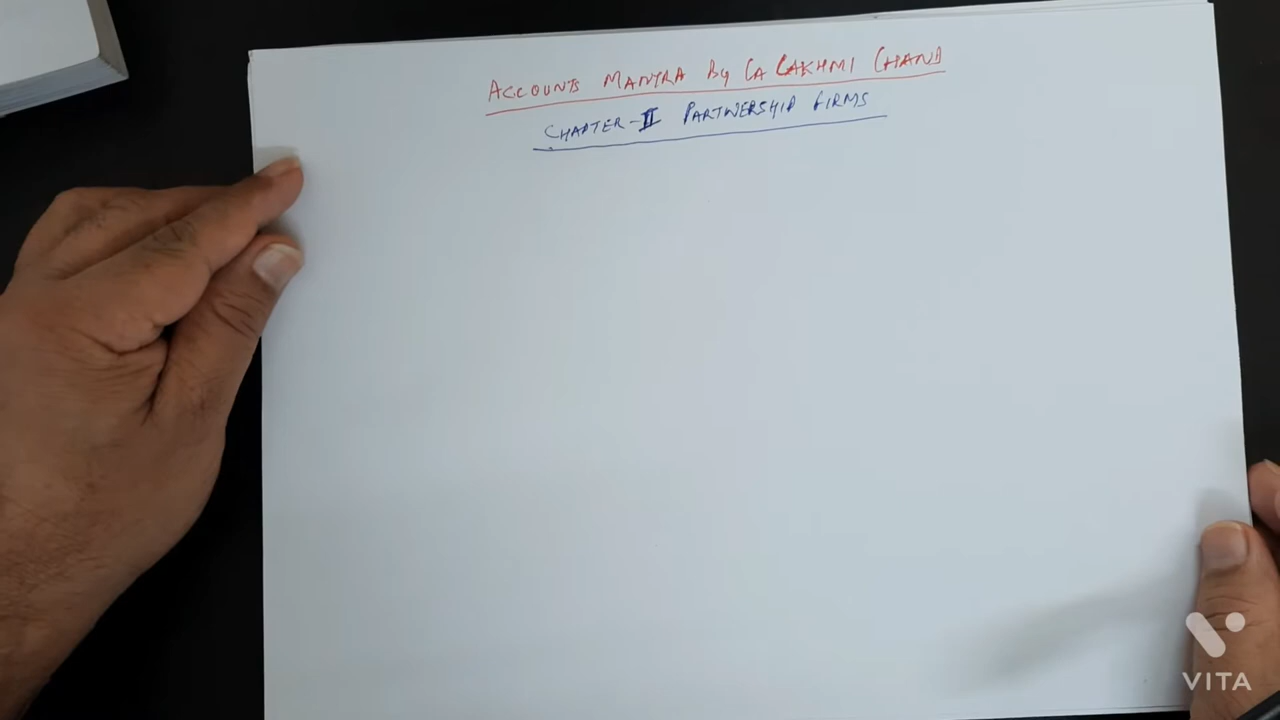 ACCOUNTS MANTRA By CA LAKHMI CHAND
CHAPTER-II PARTNERSHIP FIRMS
VITA